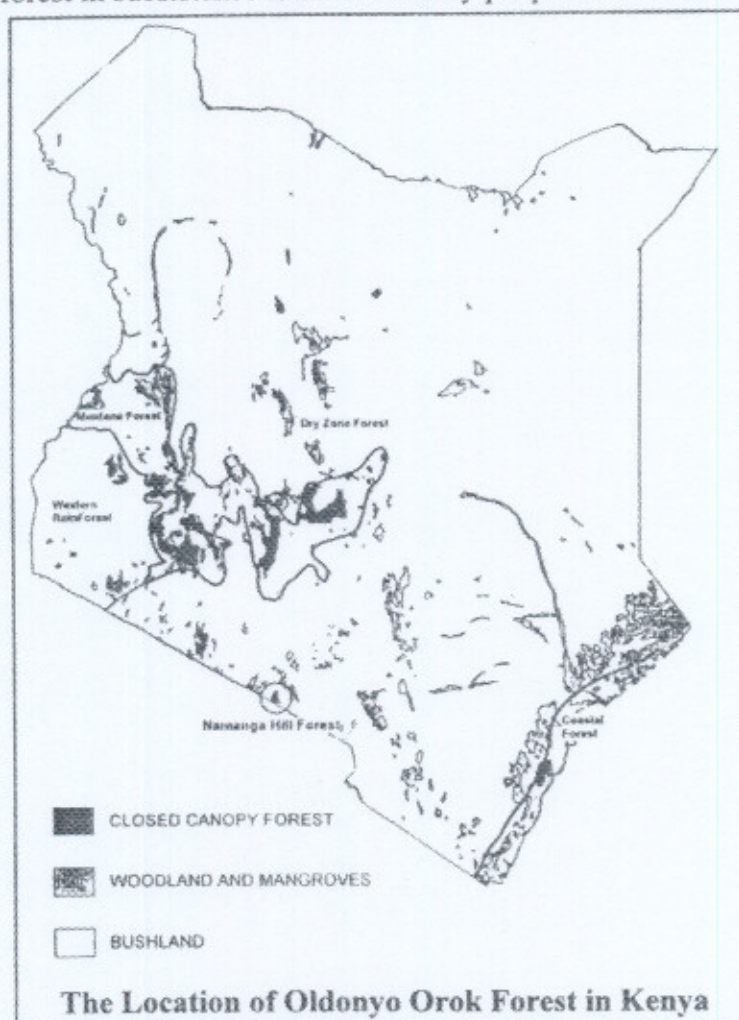 Montane Forest
Dry Zone Forest
Western
Rainforest
Namanga Hill Forest
Coastal
Forest
CLOSED CANOPY FOREST
WOODLAND AND MANGROVES
BUSHLAND
The Location of Oldonyo Orok Forest in Kenya